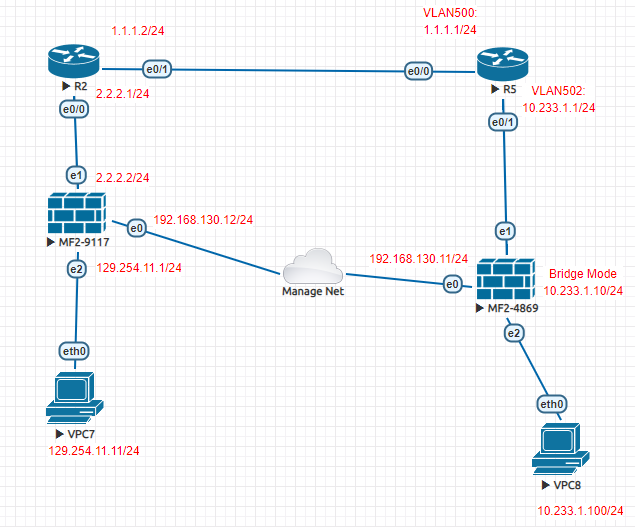 VLAN500:
1.1.1.2/24
1.1.1.1/24
e0/1
e0/0
R2
R5
2.2.2.1/24
VLAN502:
10.233.1.1/24
e0/0
e0/1
e1
2.2.2.2/24
192.168.130.12/24
e0
e1
MF2-9117
192.168.130.11/24
e2
129.254.11.1/24
Bridge Mode
e0
10.233.1.10/24
Manage Net
MF2-4869
e2
eth0
eth0
VPC7
129.254.11.11/24
VPC8
10.233.1.100/24